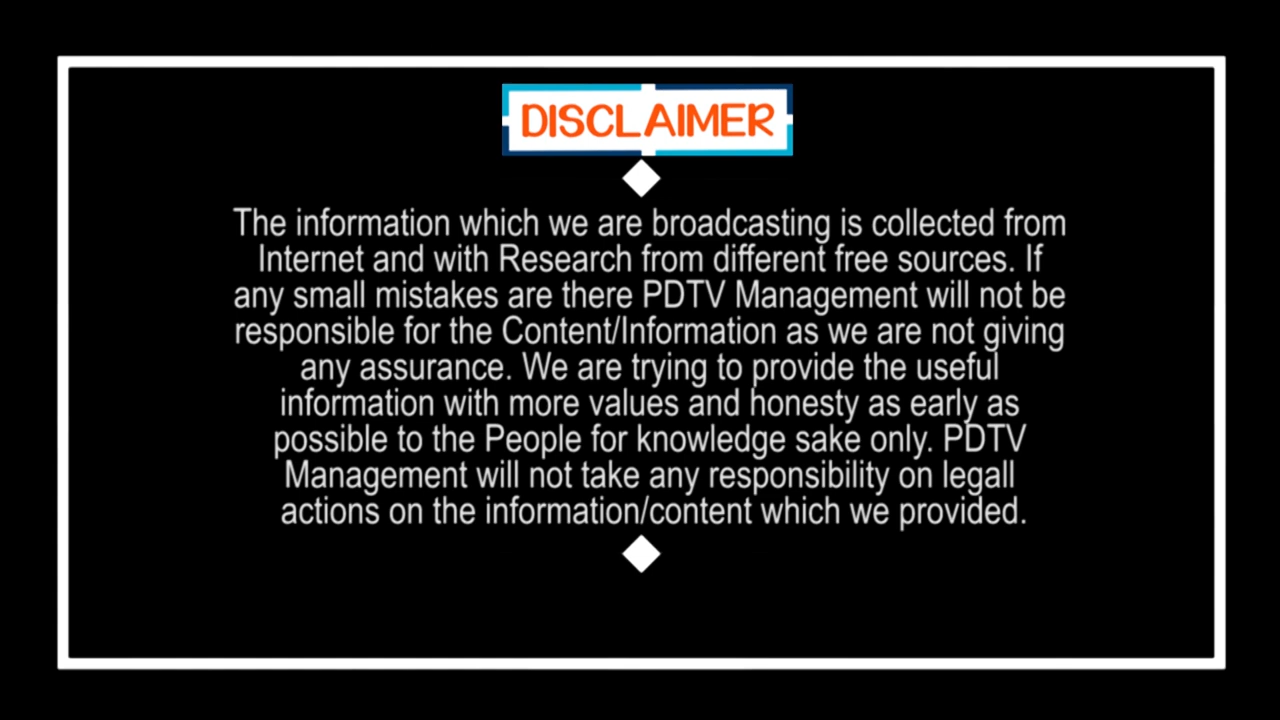 DISCLAIMER
The information which we are broadcasting is collected from
Internet and with Research from different free sources. If
any small mistakes are there PDTV Management will not be
responsible for the Content/Information as we are not giving
any assurance. We are trying to provide the useful
information with more values and honesty as early as
possible to the People for knowledge sake only. PDTV
Management will not take any responsibility on legall
actions on the information/content which we provided.